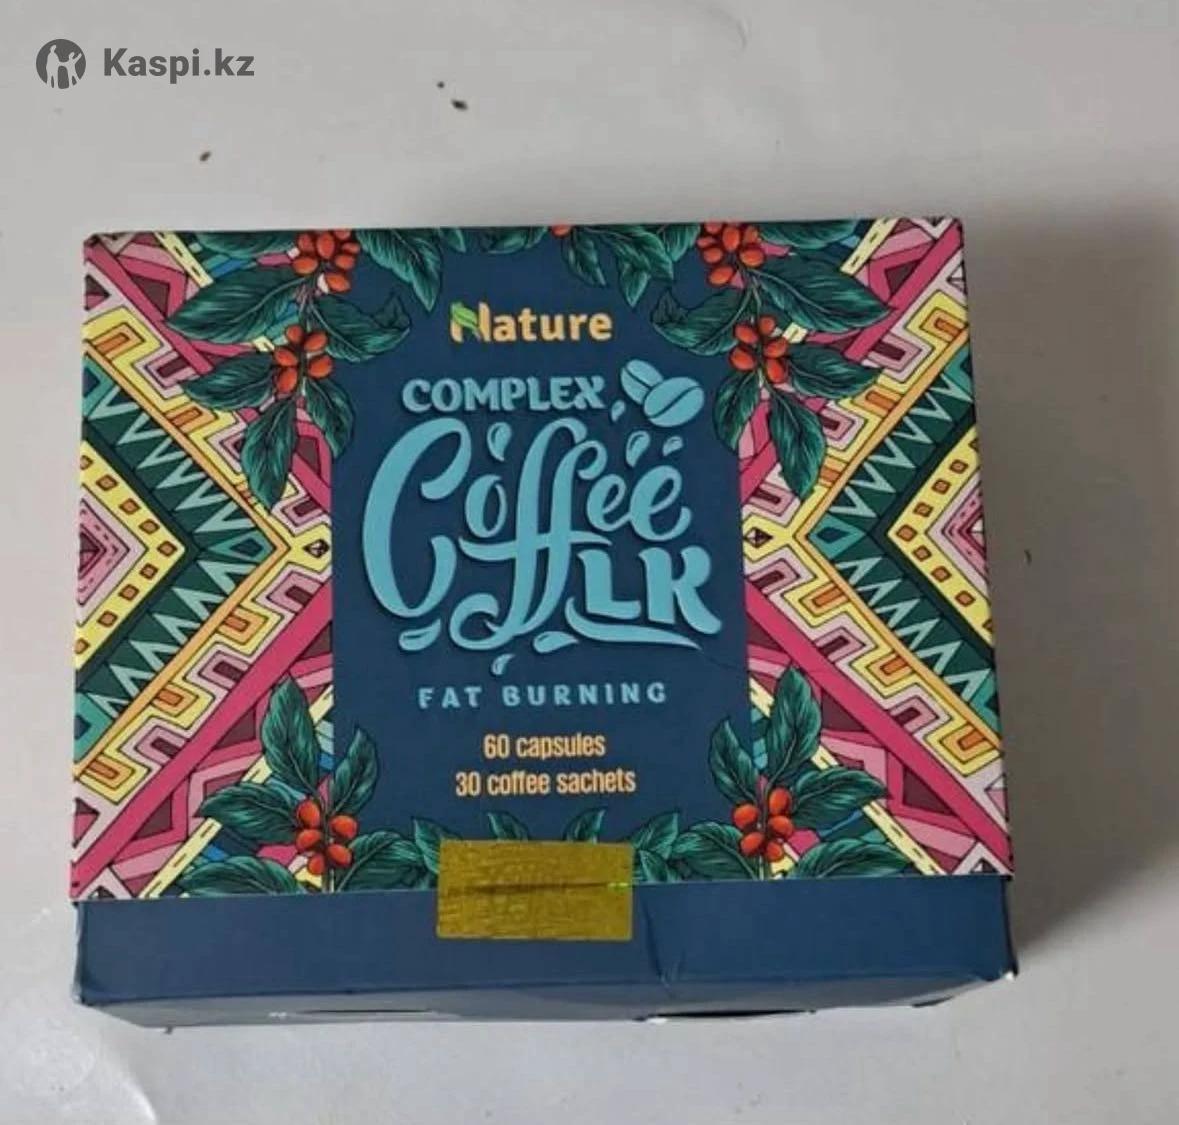 Kaspi.kz
Nature
COMPLEX
Coffee
LK
FAT BURNING
60 capsules
30 coffee sachets